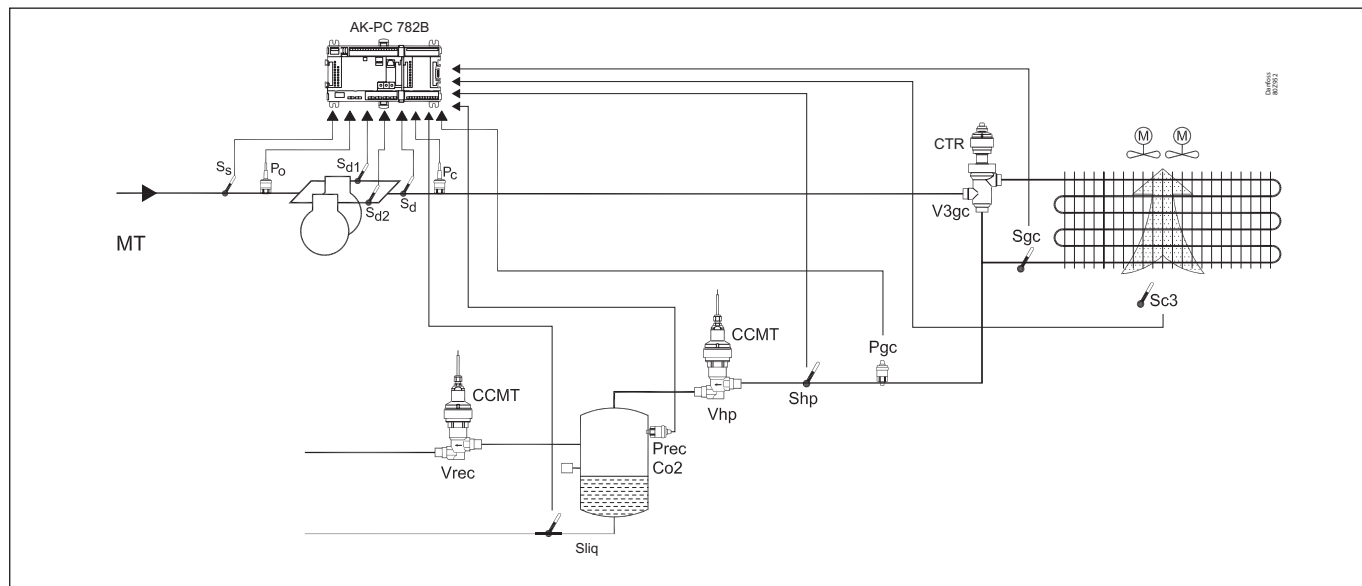 AK-PC 782B
Danfoss
80Z362
M M
CTR
Ss
Po
Sd1
Pc
Sd2
Sd
V3gc
MT
Sgc
Sc3
CCMT
Pgc
CCMT
Vhp
Shp
Prec
Co2
Vrec
Sliq